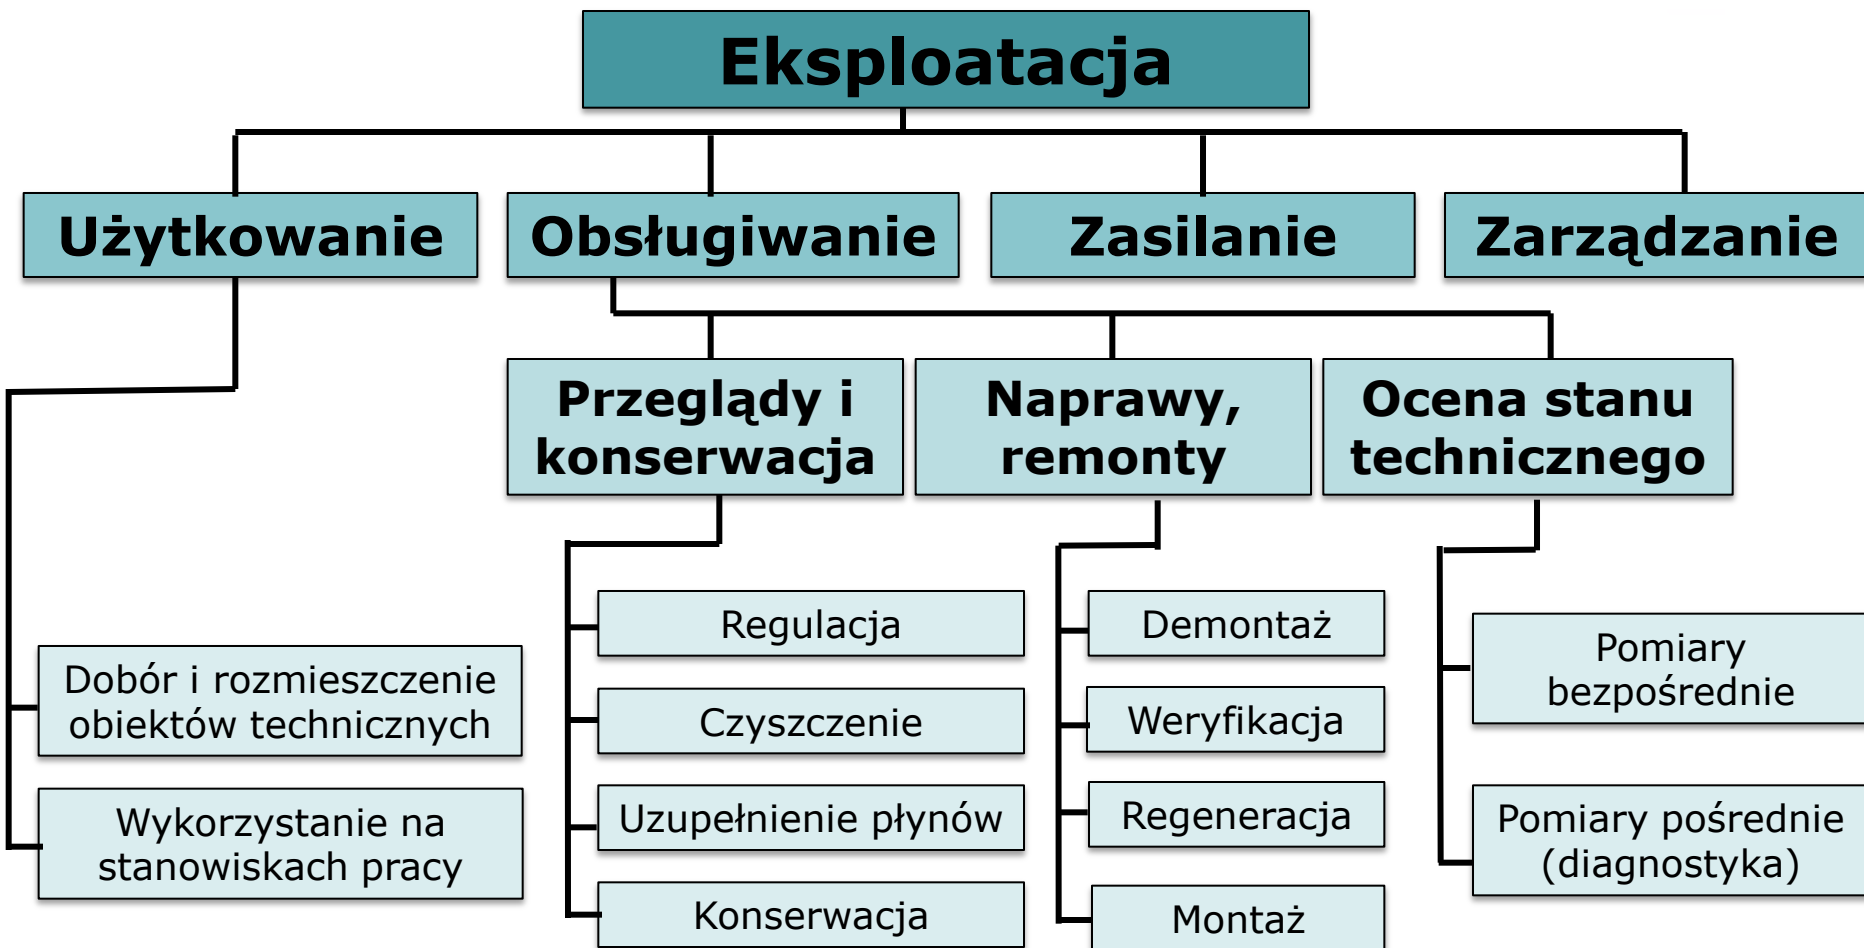 Eksploatacja
Użytkowanie
Obsługiwanie
Zasilanie
Zarządzanie
Przeglądy i
konserwacja
Naprawy,
remonty
Ocena stanu
technicznego
Dobór i rozmieszczenie
obiektów technicznych
Wykorzystanie na
stanowiskach pracy
Regulacja
Czyszczenie
Uzupełnienie płynów
Konserwacja
Demontaż
Weryfikacja
Regeneracja
Montaż
Pomiary
bezpośrednie
Pomiary pośrednie
(diagnostyka)